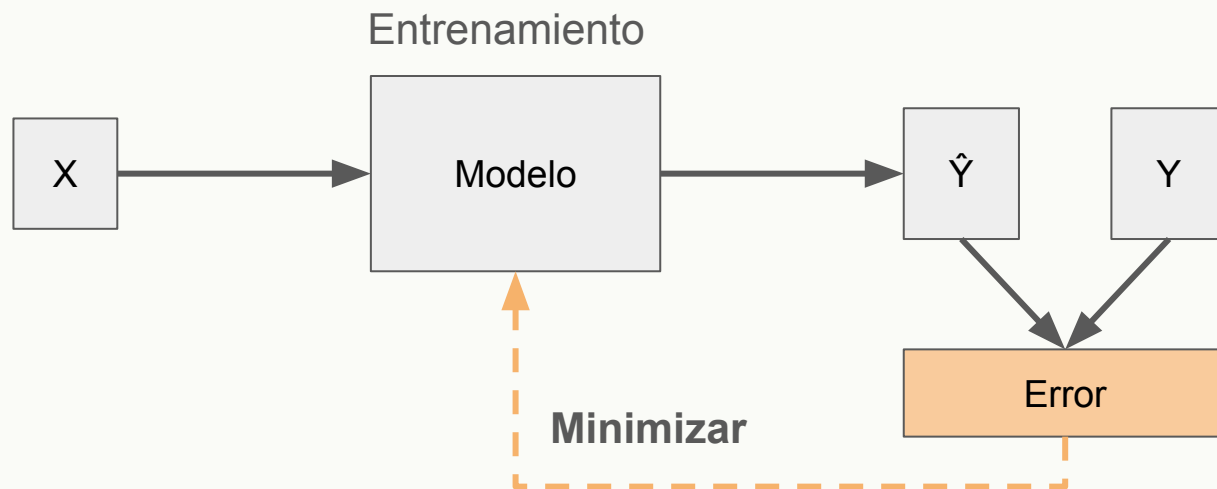 Entrenamiento
X
Modelo
Ŷ
Y
Error
Minimizar